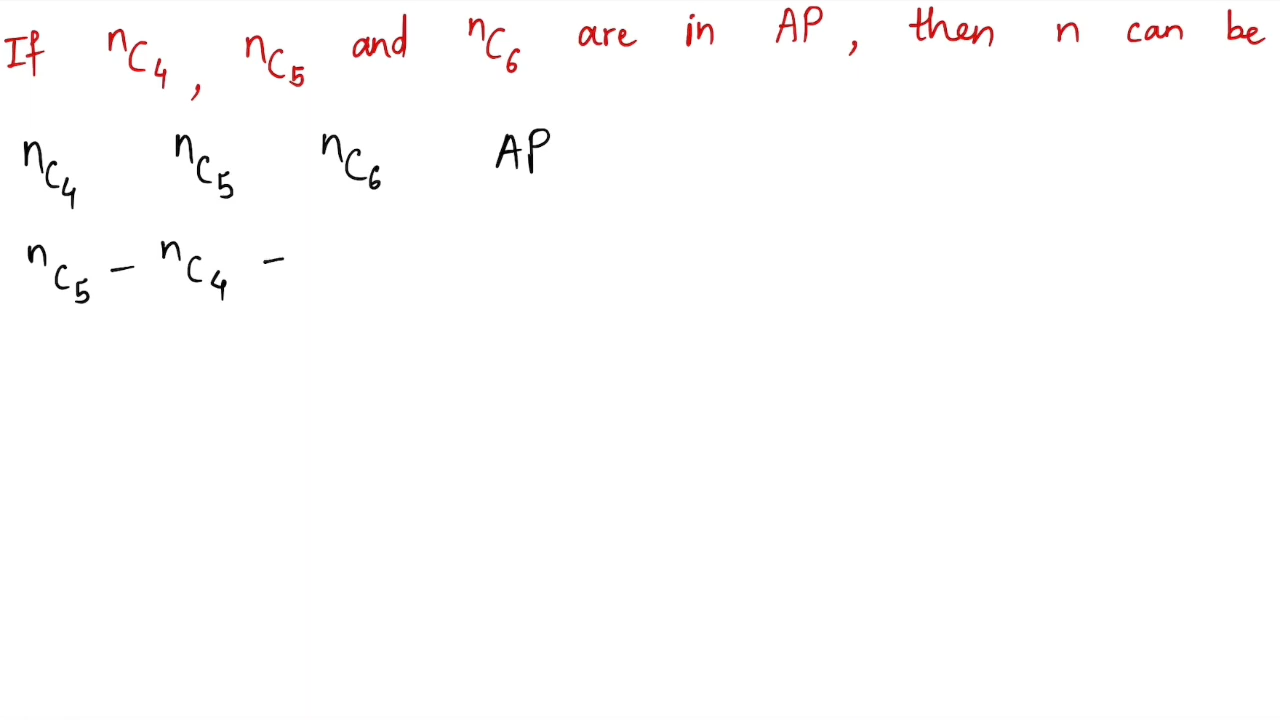 If ⁿC₄, ⁿC₅ and ⁿC₆ are in AP, then n can be
ⁿC₄ ⁿC₅ ⁿC₆ AP
ⁿC₅ - ⁿC₄ -